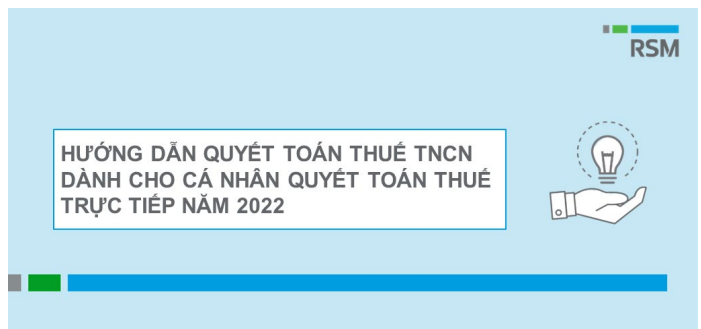 RSM
HƯỚNG DẪN QUYẾT TOÁN THUẾ TNCN
DÀNH CHO CÁ NHÂN QUYẾT TOÁN THUẾ
TRỰC TIẾP NĂM 2022